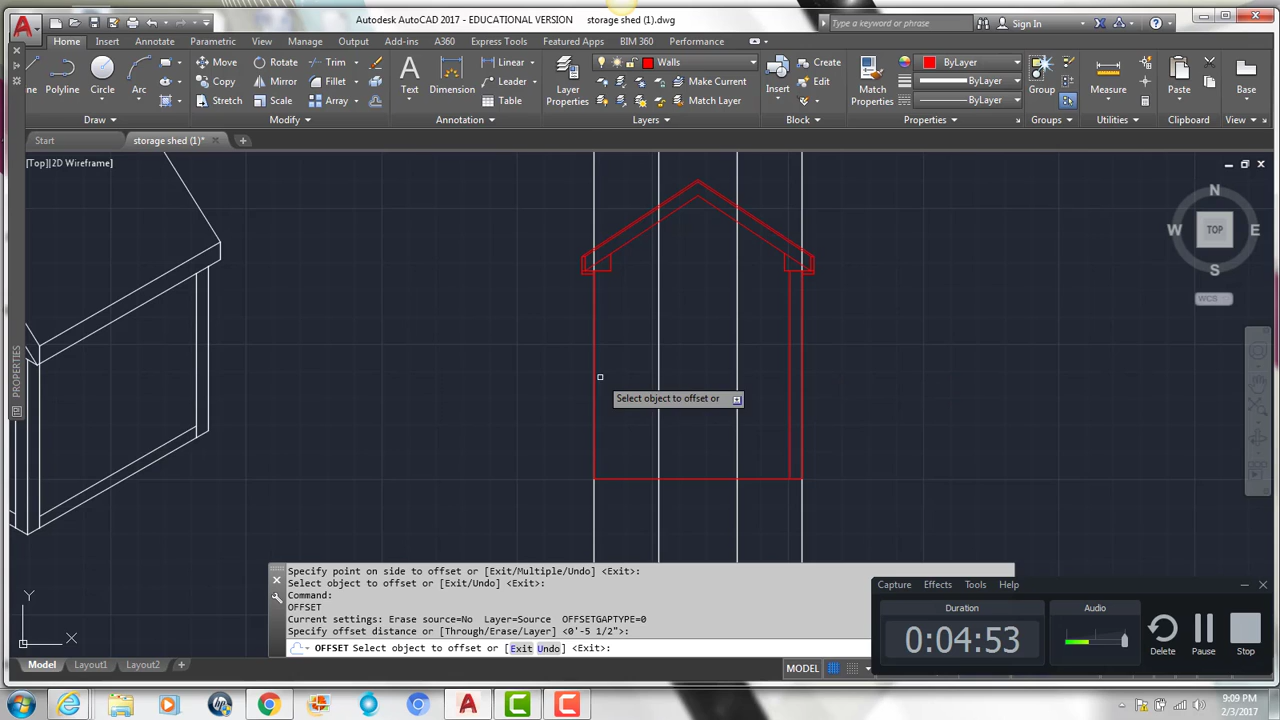 Autodesk AutoCAD 2017 - EDUCATIONAL VERSION storage shed (1).dwg
Type a keyword or phrase
Sign In
Home Insert Annotate Parametric View Manage Output Add-ins A360 Express Tools Featured Apps BIM 360 Performance
Move Rotate Trim Linear Walls Create ByLayer
Copy Mirror Fillet Leader Make Current Edit ByLayer
Stretch Scale Array Table Match Layer ByLayer
ne Polyline Circle Arc Text Dimension Layer Properties Insert Match Properties Group Measure Paste Base
Draw Modify Annotation Layers Block Properties Groups Utilities Clipboard View
Start storage shed (1)*
[Top][2D Wireframe]
N
W TOP E
S
WCS
PROPERTIES
Select object to offset or
Specify point on side to offset or [Exit/Multiple/Undo] <Exit>:
Select object to offset or [Exit/Undo] <Exit>:
Command:
OFFSET
Current settings: Erase source=No Layer=Source OFFSETGAPTYPE=0
Specify offset distance or [Through/Erase/Layer] <0'-5 1/2">:
OFFSET Select object to offset or [Exit Undo] <Exit>:
Y
X
Capture Effects Tools Help
Duration Audio
0:04:53
Delete Pause Stop
Model Layout1 Layout2 +
MODEL
9:09 PM
2/3/2017